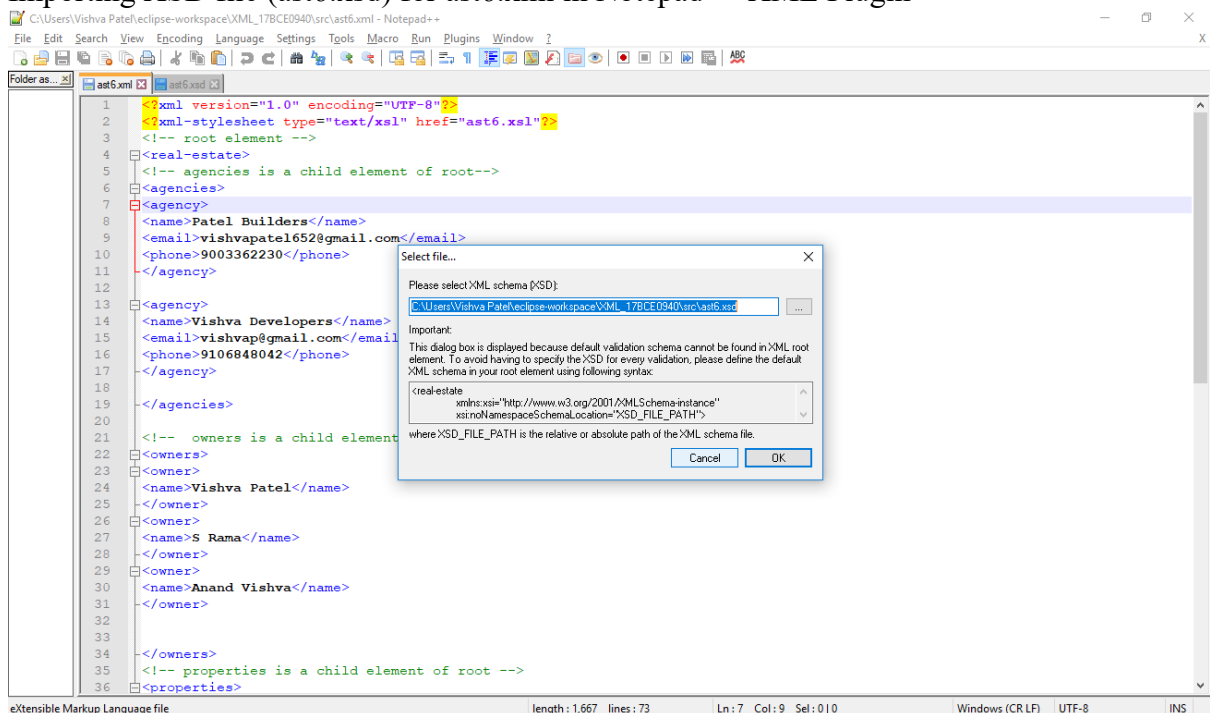 C:\Users\Vishva Patel\eclipse-workspace\XML_17BCE0940\src\ast6.xml - Notepad++
File Edit Search View Encoding Language Settings Tools Macro Run Plugins Window ? X
Folder as... ast6.xml ast6.xsd
1 <?xml version="1.0" encoding="UTF-8"?>
2 <?xml-stylesheet type="text/xsl" href="ast6.xsl"?>
3 <!-- root element -->
4 <real-estate>
5 <!-- agencies is a child element of root-->
6 <agencies>
7 <agency>
8 <name>Patel Builders</name>
9 <email>vishvapatel652@gmail.com</email>
10 <phone>9003362230</phone>
11 </agency>
12
13 <agency>
14 <name>Vishva Developers</name>
15 <email>vishvap@gmail.com</email
16 <phone>9106848042</phone>
17 </agency>
18
19 </agencies>
20
21 <!-- owners is a child element
22 <owners>
23 <owner>
24 <name>Vishva Patel</name>
25 </owner>
26 <owner>
27 <name>S Rama</name>
28 </owner>
29 <owner>
30 <name>Anand Vishva</name>
31 </owner>
32
33
34 </owners>
35 <!-- properties is a child element of root -->
36 <properties>
Select file...
Please select XML schema (XSD):
C:\Users\Vishva Patel\eclipse-workspace\XML_17BCE0940\src\ast6.xsd ...
Important:
This dialog box is displayed because default validation schema cannot be found in XML root
element. To avoid having to specify the XSD for every validation, please define the default
XML schema in your root element using following syntax:
<real-estate
xmlns:xsi="http://www.w3.org/2001/XMLSchema-instance"
xsi:noNamespaceSchemaLocation="XSD_FILE_PATH">
where XSD_FILE_PATH is the relative or absolute path of the XML schema file.
Cancel OK
eXtensible Markup Language file length : 1,667 lines : 73 Ln : 7 Col : 9 Sel : 0 | 0 Windows (CR LF) UTF-8 INS